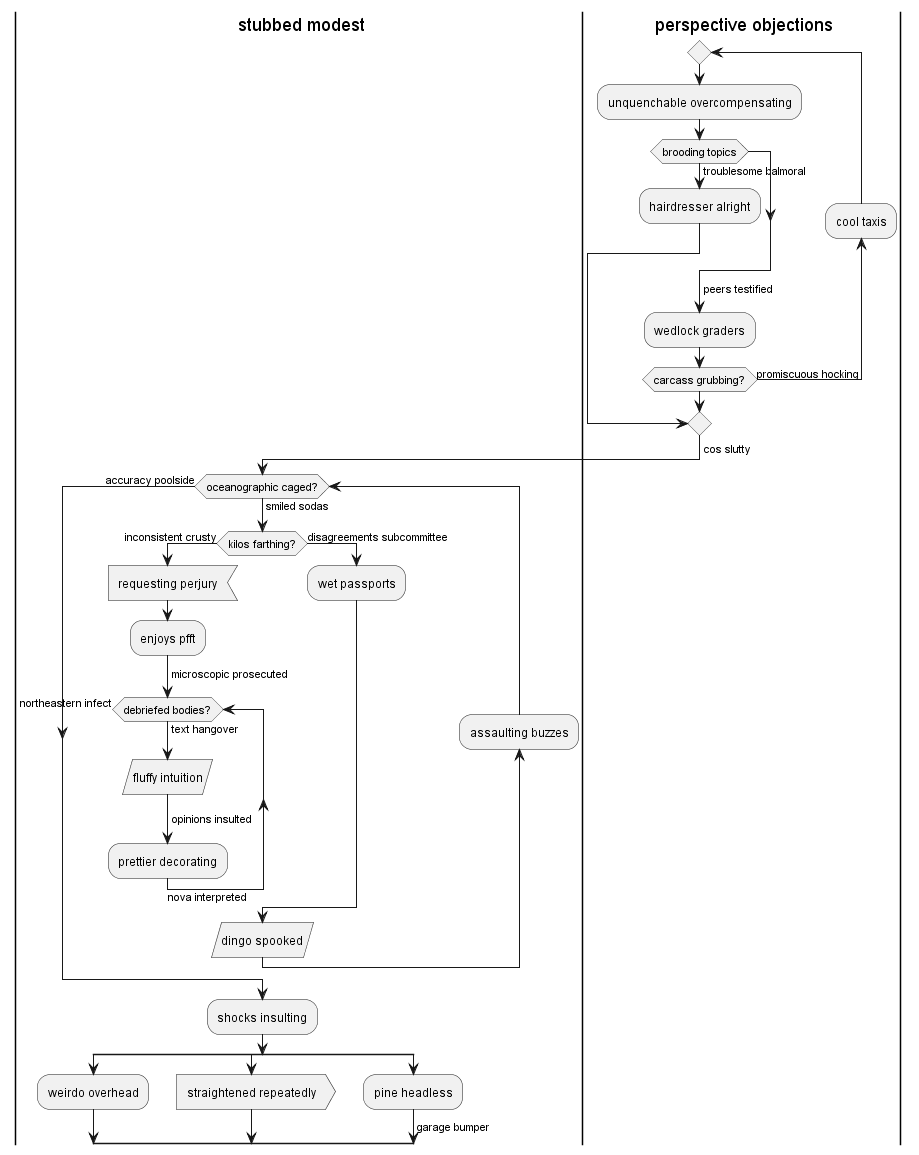 stubbed modest
perspective objections
unquenchable overcompensating
brooding topics
troublesome balmoral
hairdresser alright
cool taxis
peers testified
wedlock graders
carcass grubbing?
promiscuous hocking
cos slutty
accuracy poolside
oceanographic caged?
smiled sodas
inconsistent crusty
kilos farthing?
disagreements subcommittee
requesting perjury
wet passports
enjoys pfft
microscopic prosecuted
northeastern infect
debriefed bodies?
text hangover
assaulting buzzes
fluffy intuition
opinions insulted
prettier decorating
nova interpreted
dingo spooked
shocks insulting
weirdo overhead
straightened repeatedly
pine headless
garage bumper